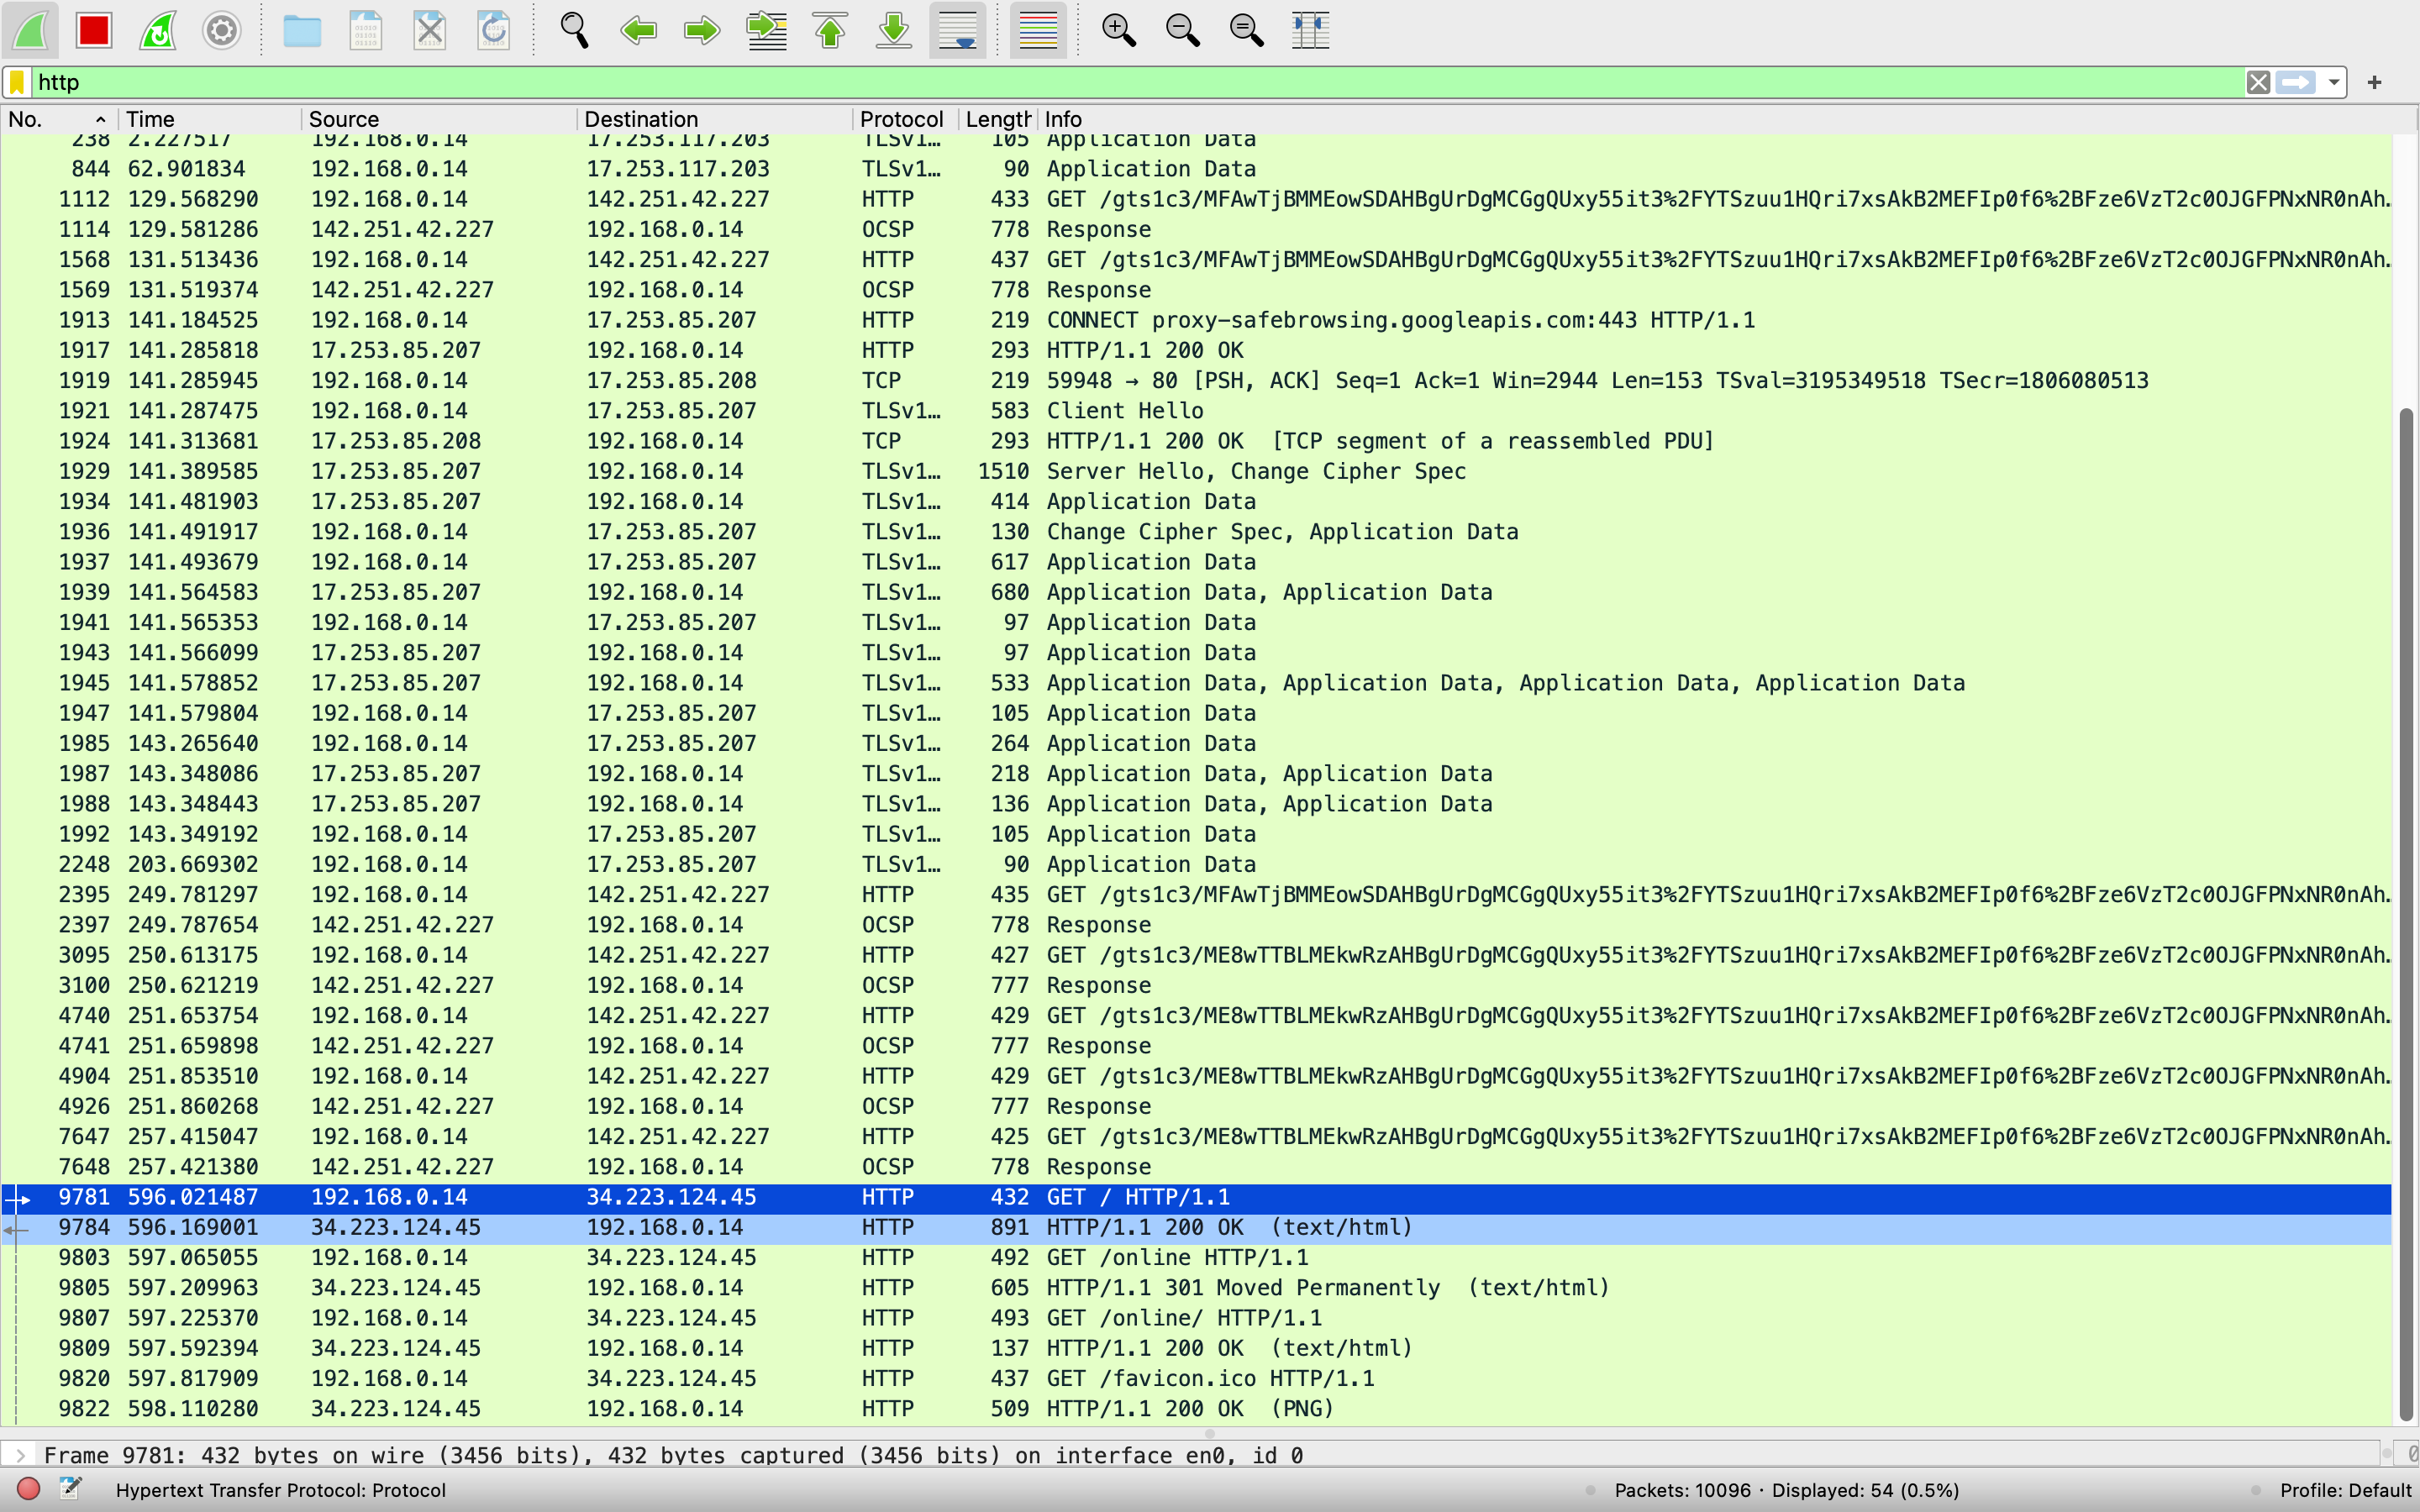 http
No. Time Source Destination Protocol Length Info
238 2.227517 192.168.0.14 17.253.117.203 TLSv1… 105 Application Data
844 62.901834 192.168.0.14 17.253.117.203 TLSv1… 90 Application Data
1112 129.568290 192.168.0.14 142.251.42.227 HTTP 433 GET /gts1c3/MFAwTjBMMEowSDAHBgUrDgMCGgQUxy55it3%2FYTSzuu1HQri7xsAkB2MEFIp0f6%2BFze6VzT2c0OJGFPNxNR0nAh…
1114 129.581286 142.251.42.227 192.168.0.14 OCSP 778 Response
1568 131.513436 192.168.0.14 142.251.42.227 HTTP 437 GET /gts1c3/MFAwTjBMMEowSDAHBgUrDgMCGgQUxy55it3%2FYTSzuu1HQri7xsAkB2MEFIp0f6%2BFze6VzT2c0OJGFPNxNR0nAh…
1569 131.519374 142.251.42.227 192.168.0.14 OCSP 778 Response
1913 141.184525 192.168.0.14 17.253.85.207 HTTP 219 CONNECT proxy-safebrowsing.googleapis.com:443 HTTP/1.1
1917 141.285818 17.253.85.207 192.168.0.14 HTTP 293 HTTP/1.1 200 OK
1919 141.285945 192.168.0.14 17.253.85.208 TCP 219 59948 → 80 [PSH, ACK] Seq=1 Ack=1 Win=2944 Len=153 TSval=3195349518 TSecr=1806080513
1921 141.287475 192.168.0.14 17.253.85.207 TLSv1… 583 Client Hello
1924 141.313681 17.253.85.208 192.168.0.14 TCP 293 HTTP/1.1 200 OK [TCP segment of a reassembled PDU]
1929 141.389585 17.253.85.207 192.168.0.14 TLSv1… 1510 Server Hello, Change Cipher Spec
1934 141.481903 17.253.85.207 192.168.0.14 TLSv1… 414 Application Data
1936 141.491917 192.168.0.14 17.253.85.207 TLSv1… 130 Change Cipher Spec, Application Data
1937 141.493679 192.168.0.14 17.253.85.207 TLSv1… 617 Application Data
1939 141.564583 17.253.85.207 192.168.0.14 TLSv1… 680 Application Data, Application Data
1941 141.565353 192.168.0.14 17.253.85.207 TLSv1… 97 Application Data
1943 141.566099 17.253.85.207 192.168.0.14 TLSv1… 97 Application Data
1945 141.578852 17.253.85.207 192.168.0.14 TLSv1… 533 Application Data, Application Data, Application Data, Application Data
1947 141.579804 192.168.0.14 17.253.85.207 TLSv1… 105 Application Data
1985 143.265640 192.168.0.14 17.253.85.207 TLSv1… 264 Application Data
1987 143.348086 17.253.85.207 192.168.0.14 TLSv1… 218 Application Data, Application Data
1988 143.348443 17.253.85.207 192.168.0.14 TLSv1… 136 Application Data, Application Data
1992 143.349192 192.168.0.14 17.253.85.207 TLSv1… 105 Application Data
2248 203.669302 192.168.0.14 17.253.85.207 TLSv1… 90 Application Data
2395 249.781297 192.168.0.14 142.251.42.227 HTTP 435 GET /gts1c3/MFAwTjBMMEowSDAHBgUrDgMCGgQUxy55it3%2FYTSzuu1HQri7xsAkB2MEFIp0f6%2BFze6VzT2c0OJGFPNxNR0nAh…
2397 249.787654 142.251.42.227 192.168.0.14 OCSP 778 Response
3095 250.613175 192.168.0.14 142.251.42.227 HTTP 427 GET /gts1c3/ME8wTTBLMEkwRzAHBgUrDgMCGgQUxy55it3%2FYTSzuu1HQri7xsAkB2MEFIp0f6%2BFze6VzT2c0OJGFPNxNR0nAh…
3100 250.621219 142.251.42.227 192.168.0.14 OCSP 777 Response
4740 251.653754 192.168.0.14 142.251.42.227 HTTP 429 GET /gts1c3/ME8wTTBLMEkwRzAHBgUrDgMCGgQUxy55it3%2FYTSzuu1HQri7xsAkB2MEFIp0f6%2BFze6VzT2c0OJGFPNxNR0nAh…
4741 251.659898 142.251.42.227 192.168.0.14 OCSP 777 Response
4904 251.853510 192.168.0.14 142.251.42.227 HTTP 429 GET /gts1c3/ME8wTTBLMEkwRzAHBgUrDgMCGgQUxy55it3%2FYTSzuu1HQri7xsAkB2MEFIp0f6%2BFze6VzT2c0OJGFPNxNR0nAh…
4926 251.860268 142.251.42.227 192.168.0.14 OCSP 777 Response
7647 257.415047 192.168.0.14 142.251.42.227 HTTP 425 GET /gts1c3/ME8wTTBLMEkwRzAHBgUrDgMCGgQUxy55it3%2FYTSzuu1HQri7xsAkB2MEFIp0f6%2BFze6VzT2c0OJGFPNxNR0nAh…
7648 257.421380 142.251.42.227 192.168.0.14 OCSP 778 Response
9781 596.021487 192.168.0.14 34.223.124.45 HTTP 432 GET / HTTP/1.1
9784 596.169001 34.223.124.45 192.168.0.14 HTTP 891 HTTP/1.1 200 OK (text/html)
9803 597.065055 192.168.0.14 34.223.124.45 HTTP 492 GET /online HTTP/1.1
9805 597.209963 34.223.124.45 192.168.0.14 HTTP 605 HTTP/1.1 301 Moved Permanently (text/html)
9807 597.225370 192.168.0.14 34.223.124.45 HTTP 493 GET /online/ HTTP/1.1
9809 597.592394 34.223.124.45 192.168.0.14 HTTP 137 HTTP/1.1 200 OK (text/html)
9820 597.817909 192.168.0.14 34.223.124.45 HTTP 437 GET /favicon.ico HTTP/1.1
9822 598.110280 34.223.124.45 192.168.0.14 HTTP 509 HTTP/1.1 200 OK (PNG)
Frame 9781: 432 bytes on wire (3456 bits), 432 bytes captured (3456 bits) on interface en0, id 0
Hypertext Transfer Protocol: Protocol Packets: 10096 · Displayed: 54 (0.5%) Profile: Default